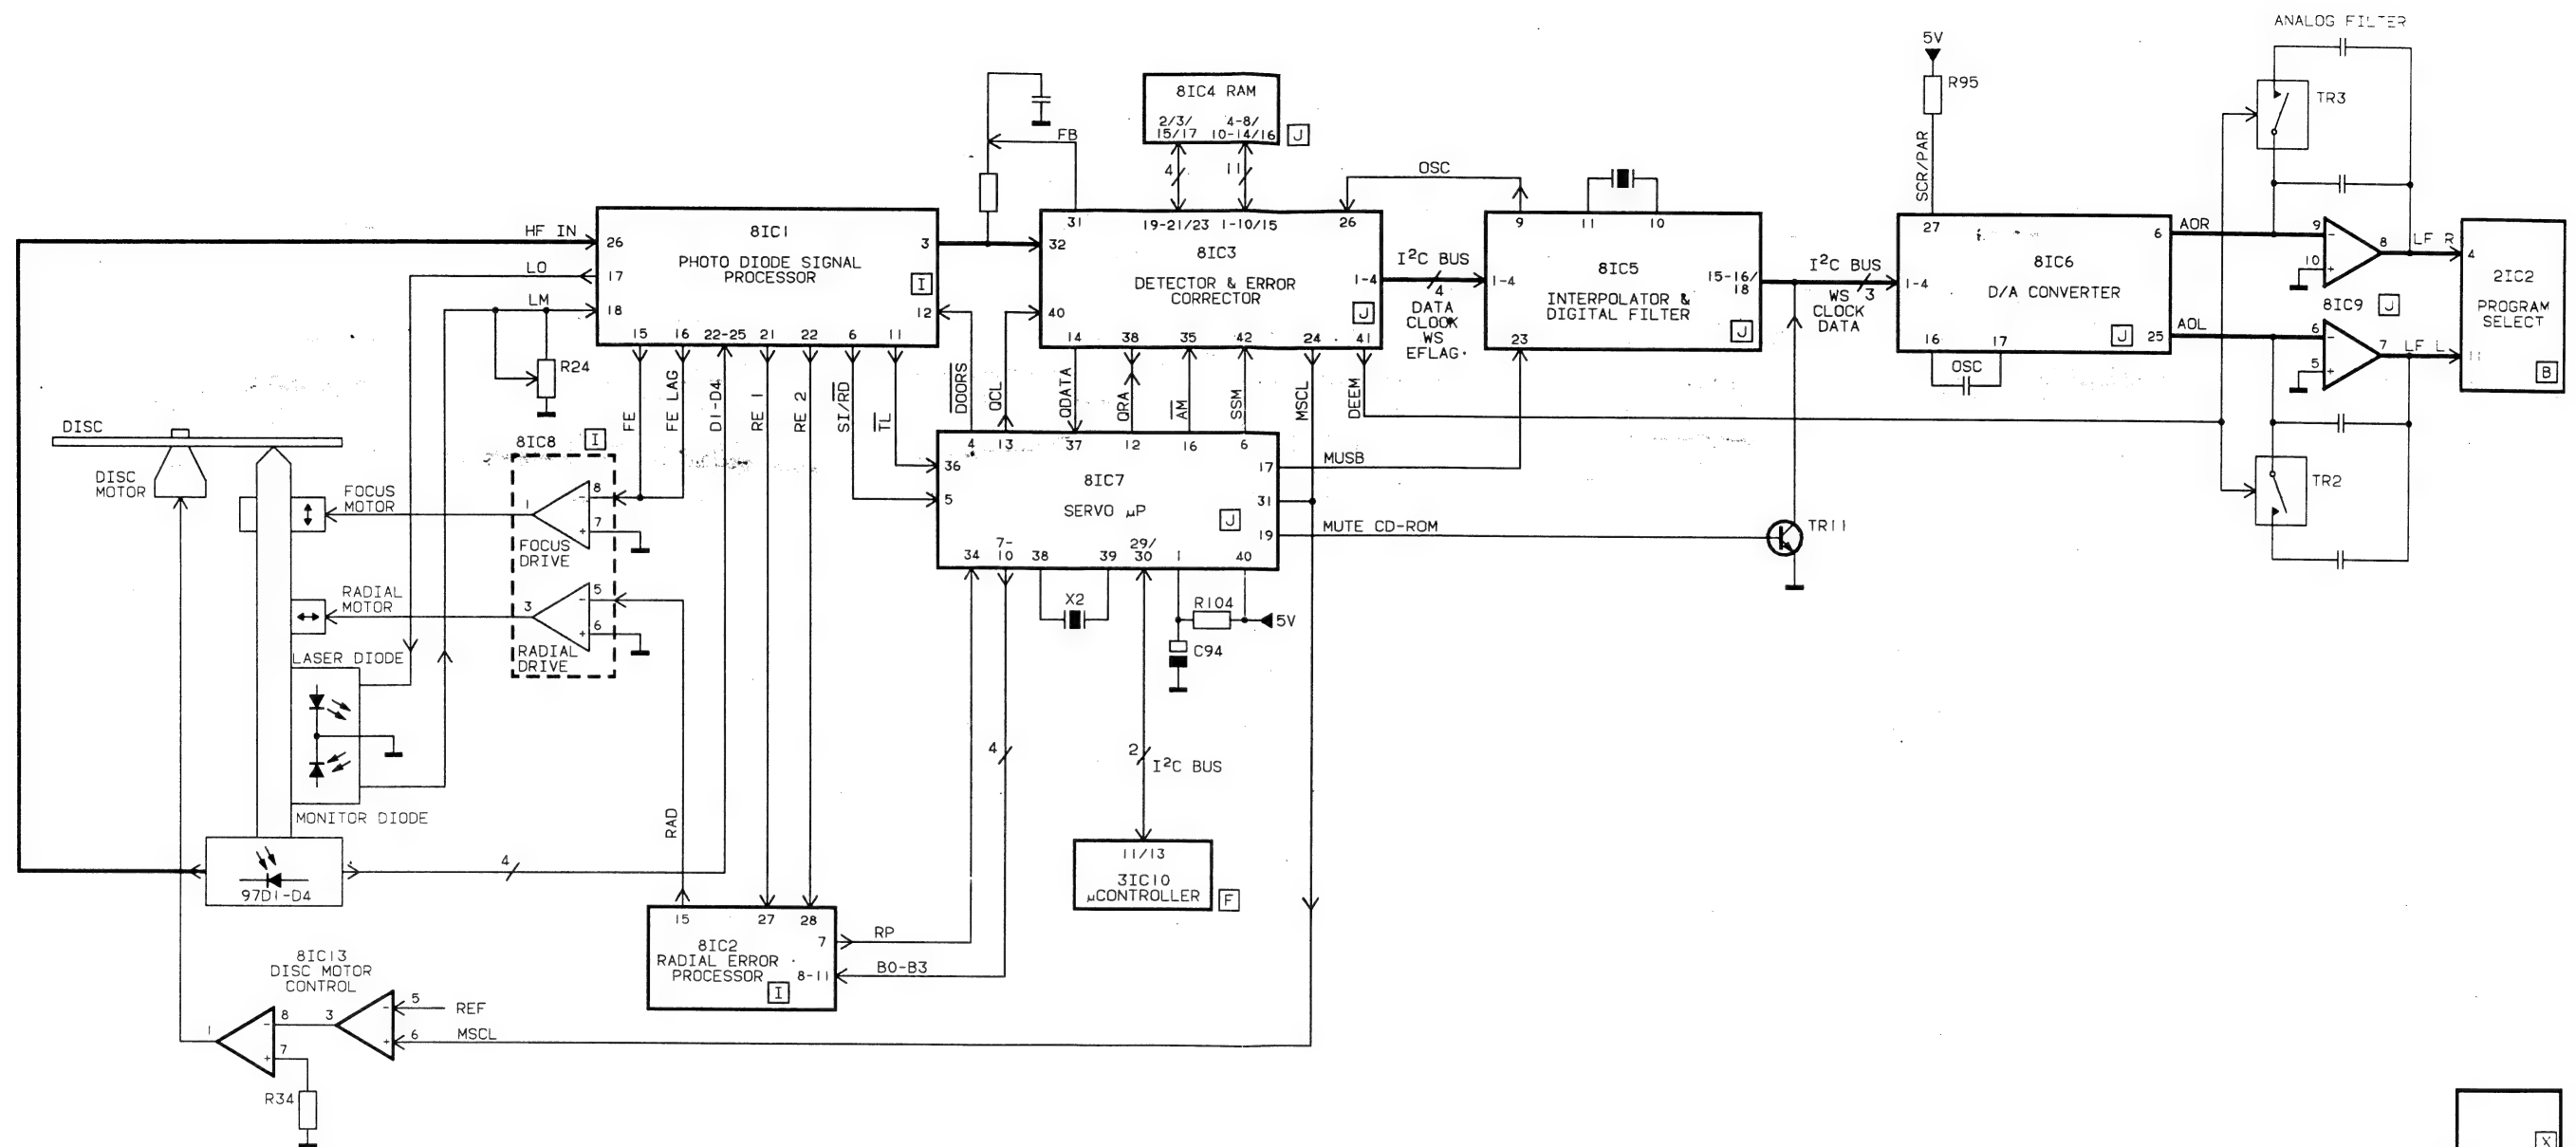 ANALOG FILTER
5V
R95
SCR/PAR
TR3
8IC4 RAM
2/3/ 4-8/
15/17 10-14/16
J
FB
4
11
OSC
HF IN
26
8IC1
PHOTO DIODE SIGNAL
PROCESSOR
I
3
LO
17
LM
18
12
15 16 22-25 21 22 6 11
R24
31
19-21/23 1-10/15
26
32
8IC3
DETECTOR & ERROR
CORRECTOR
J
1-4
40
14 38 35 42 24 41
I²C BUS
4
DATA
CLOCK
WS
EFLAG
9 11 10
1-4
8IC5
INTERPOLATOR &
DIGITAL FILTER
15-16/
18
J
23
I²C BUS
WS 3
CLOCK
DATA
27
8IC6
D/A CONVERTER
1-4
6
AOR
25
AOL
J
16 17
OSC
9
10
8
LF R
4
8IC9
J
6
5
7
LF L
11
2IC2
PROGRAM
SELECT
B
TR2
FE
FE LAG
D1-D4
RE 1
RE 2
SI/RD
TL
DOORS
QCL
QDATA
QRA
AM
SSM
MSCL
DEEM
DISC
DISC
MOTOR
FOCUS
MOTOR
RADIAL
MOTOR
LASER DIODE
MONITOR DIODE
97D1-D4
4
8IC8
I
1
8
-
+
7
FOCUS
DRIVE
3
5
-
+
6
RADIAL
DRIVE
4 13 37 12 16 6
36
5
8IC7
SERVO µP
J
17
MUSB
31
19
MUTE CD-ROM
TR11
34 7-
10 38 39 29/
30 1 40
X2
R104
5V
C94
4
2
I²C BUS
11/13
3IC10
µCONTROLLER
F
RAD
15 27 28
8IC2
RADIAL ERROR
PROCESSOR
I
7
RP
8-11
B0-B3
8IC13
DISC MOTOR
CONTROL
1
8
7
3
5
REF
6
MSCL
R34
X